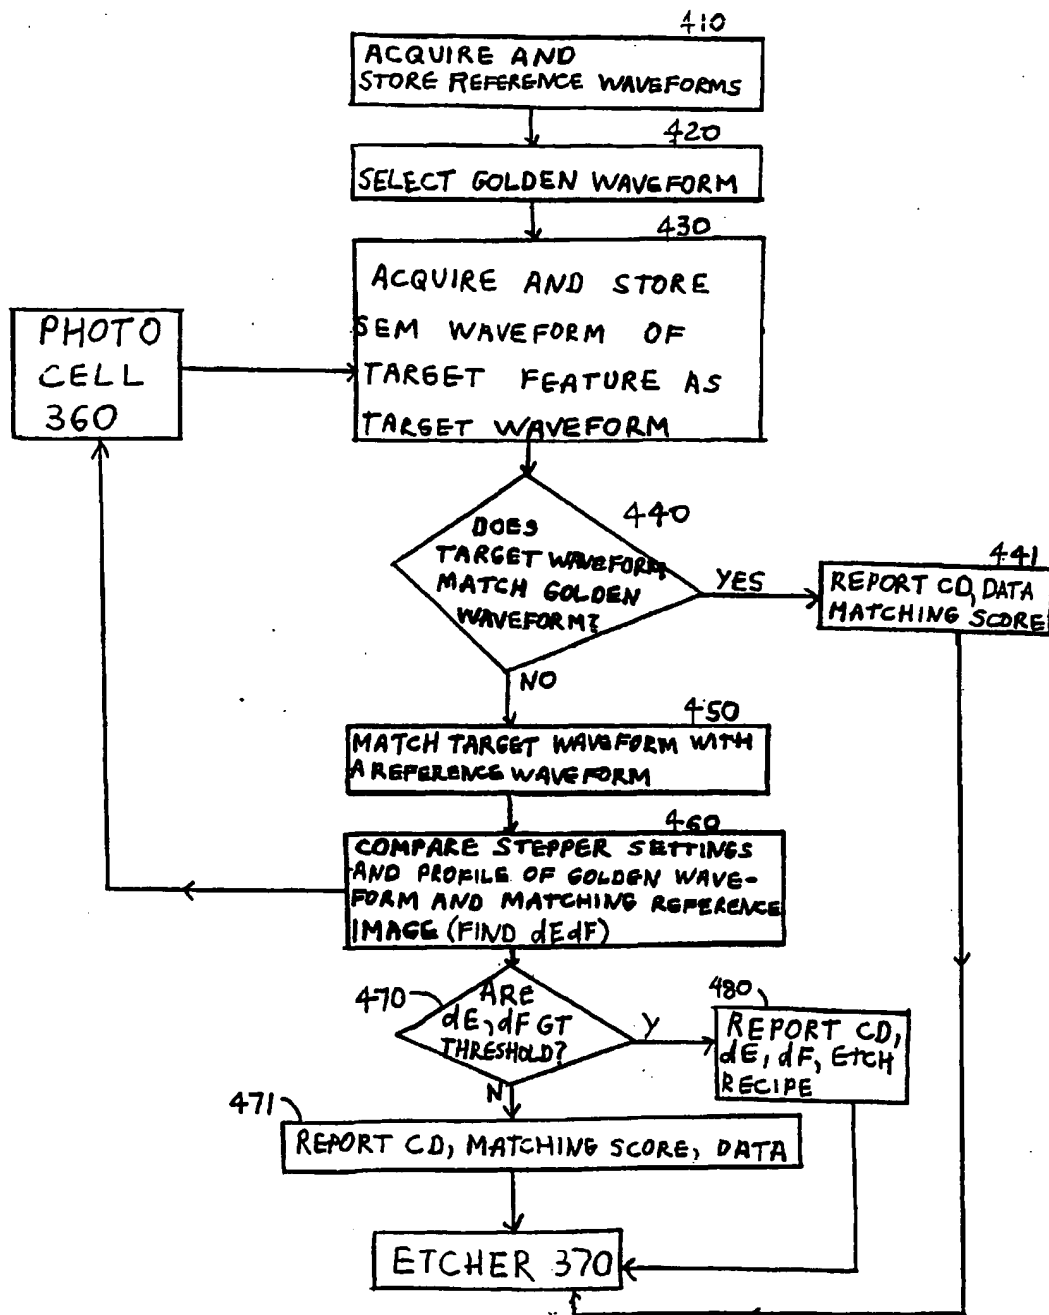 410
ACQUIRE AND
STORE REFERENCE WAVEFORMS
420
SELECT GOLDEN WAVEFORM
430
ACQUIRE AND STORE
SEM WAVEFORM OF
TARGET FEATURE AS
TARGET WAVEFORM
PHOTO
CELL
360
440
DOES
TARGET WAVEFORM
MATCH GOLDEN
WAVEFORM?
YES
441
REPORT CD, DATA
MATCHING SCORE
NO
450
MATCH TARGET WAVEFORM WITH
A REFERENCE WAVEFORM
460
COMPARE STEPPER SETTINGS
AND PROFILE OF GOLDEN WAVE-
FORM AND MATCHING REFERENCE
IMAGE (FIND dEdF)
470
ARE
dE, dF GT
THRESHOLD?
Y
480
REPORT CD,
dE, dF, ETCH
RECIPE
N
471
REPORT CD, MATCHING SCORE, DATA
ETCHER 370